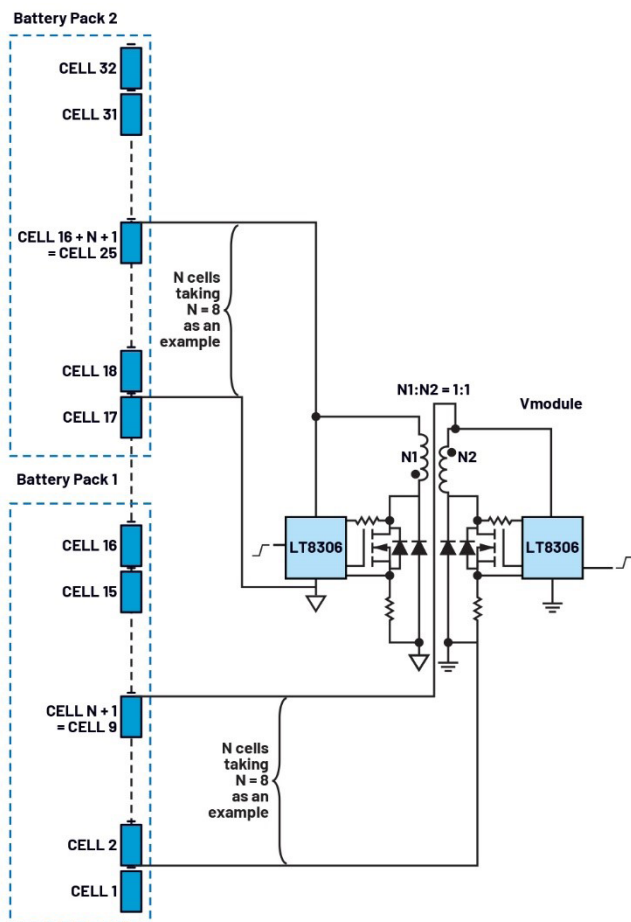 Battery Pack 2
CELL 32
CELL 31
CELL 16 + N + 1
= CELL 25
N cells
taking
N = 8
as an
example
CELL 18
CELL 17
N1:N2 = 1:1
Vmodule
N1
N2
Battery Pack 1
CELL 16
CELL 15
LT8306
LT8306
CELL N + 1
= CELL 9
N cells
taking
N = 8
as an
example
CELL 2
CELL 1